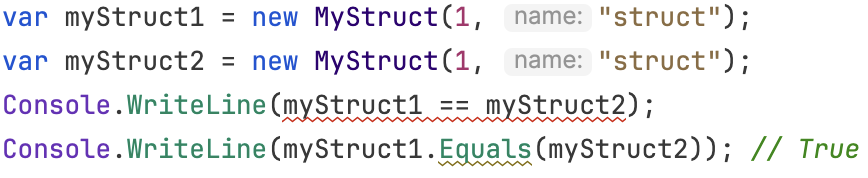 var myStruct1 = new MyStruct(1, name: "struct");
var myStruct2 = new MyStruct(1, name: "struct");
Console.WriteLine(myStruct1 == myStruct2);
Console.WriteLine(myStruct1.Equals(myStruct2)); // True